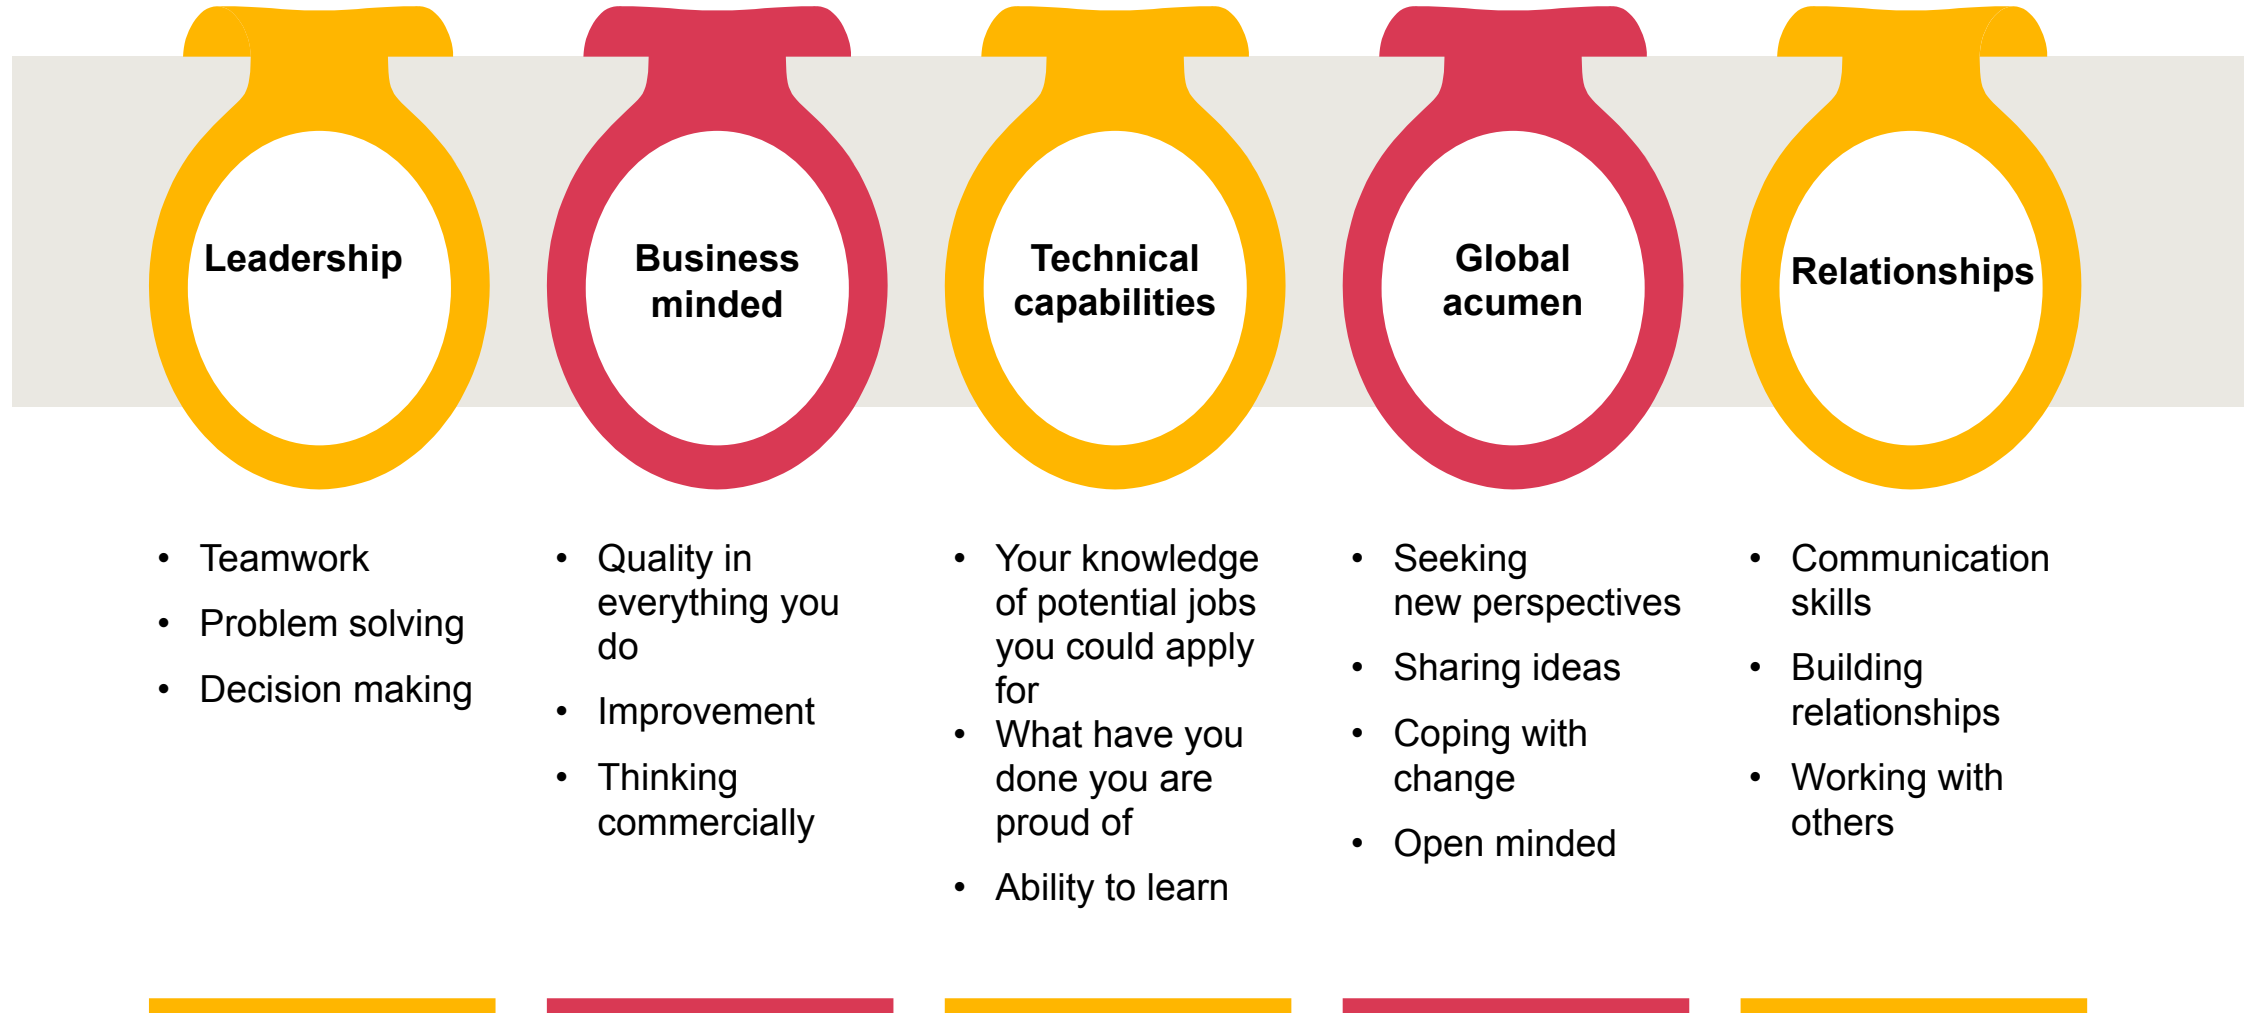 Leadership
Business
minded
Technical
capabilities
Global
acumen
Relationships
• Teamwork
• Problem solving
• Decision making
• Quality in
everything you
do
• Improvement
• Thinking
commercially
• Your knowledge
of potential jobs
you could apply
for
• What have you
done you are
proud of
• Ability to learn
• Seeking
new perspectives
• Sharing ideas
• Coping with
change
• Open minded
• Communication
skills
• Building
relationships
• Working with
others